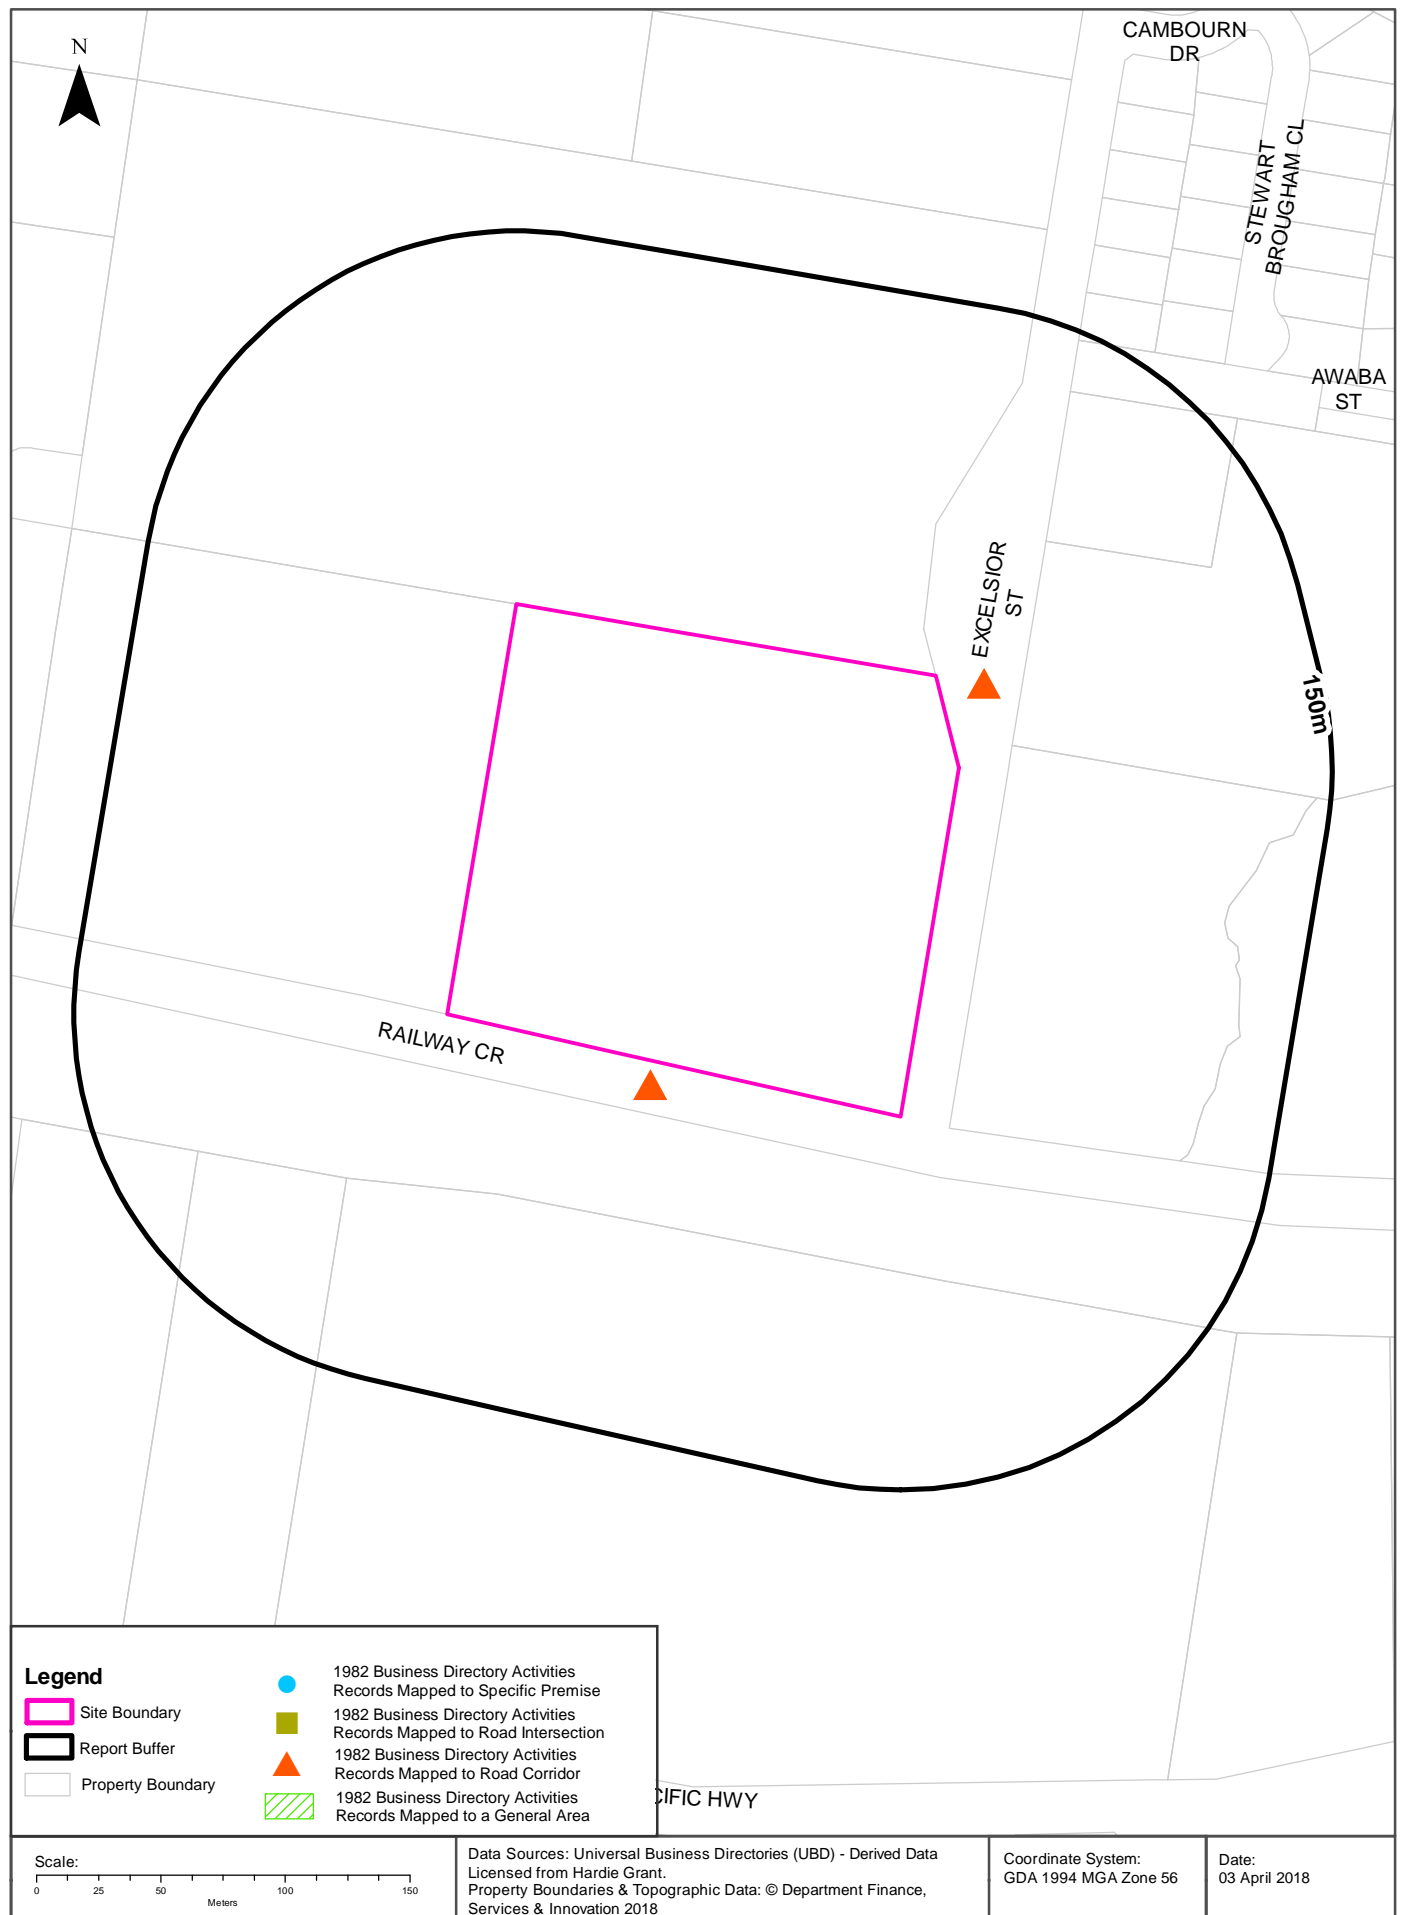 N
CAMBOURN
DR
STEWART
BROUGHAM CL
AWABA
ST
EXCELSIOR
ST
150m
RAILWAY CR
CIFIC HWY
Legend
Site Boundary
Report Buffer
Property Boundary
1982 Business Directory Activities
Records Mapped to Specific Premise
1982 Business Directory Activities
Records Mapped to Road Intersection
1982 Business Directory Activities
Records Mapped to Road Corridor
1982 Business Directory Activities
Records Mapped to a General Area
Scale:
0 25 50 100 150
Meters
Data Sources: Universal Business Directories (UBD) - Derived Data
Licensed from Hardie Grant.
Property Boundaries & Topographic Data: © Department Finance,
Services & Innovation 2018
Coordinate System:
GDA 1994 MGA Zone 56
Date:
03 April 2018